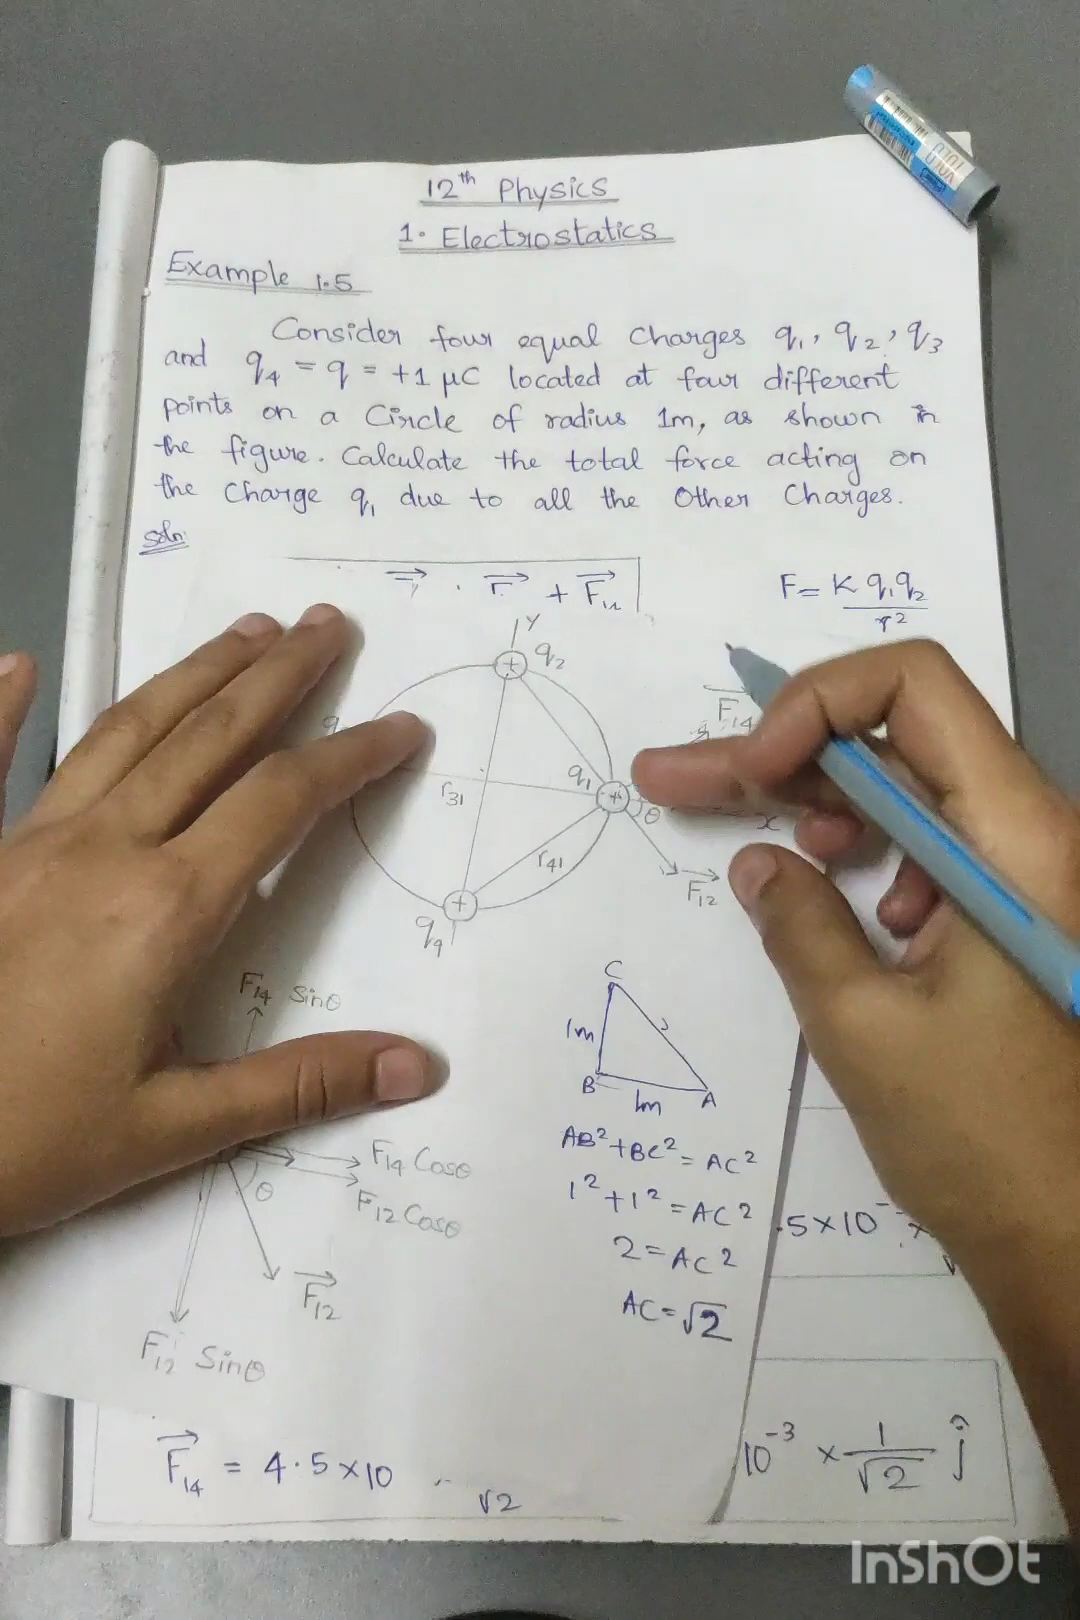 12th Physics
1. Electrostatics
Example 1.5
Consider four equal Charges q1, q2, q3
and q4 = q = +1 μC located at four different
points on a Circle of radius 1m, as shown in
the figure. Calculate the total force acting on
the Charge q1 due to all the Other Charges.
Soln:
+ F
F = K q1q2
r2
Y
q2
F14
q
q1
r31
θ
x
r41
F12
q4
F14 Sinθ
C
1m
B
1m
A
AB2 + BC2 = AC2
F14 Cosθ
θ
F12 Cosθ
12 + 12 = AC2
.5×10
2 = AC2
F12
AC = √2
F12 Sinθ
F14 = 4.5×10
√2
10-3 × 1
√2
j
InShOt